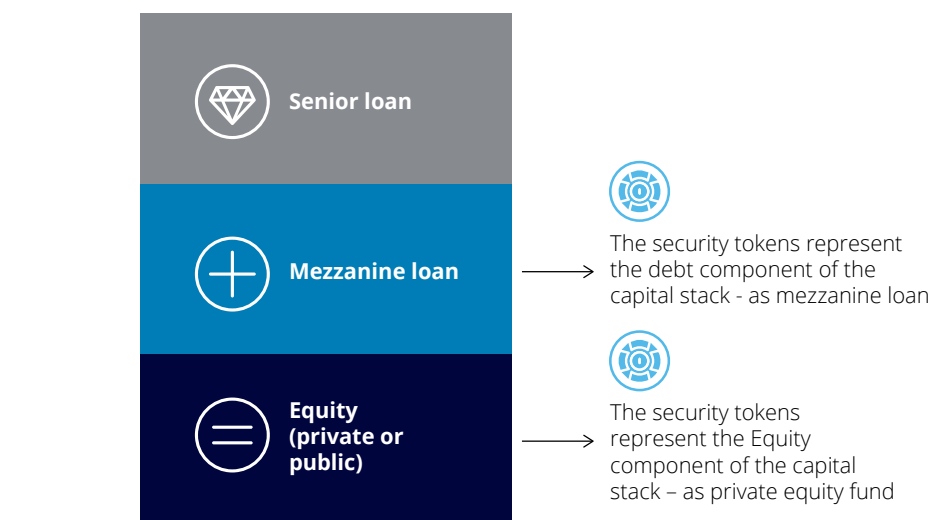 Senior loan
Mezzanine loan
The security tokens represent
the debt component of the
capital stack - as mezzanine loan
Equity
(private or
public)
The security tokens
represent the Equity
component of the capital
stack – as private equity fund